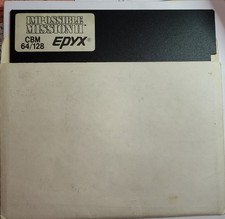 IMPOSSIBLE
MISSION II
CBM
64/128
EPYX®